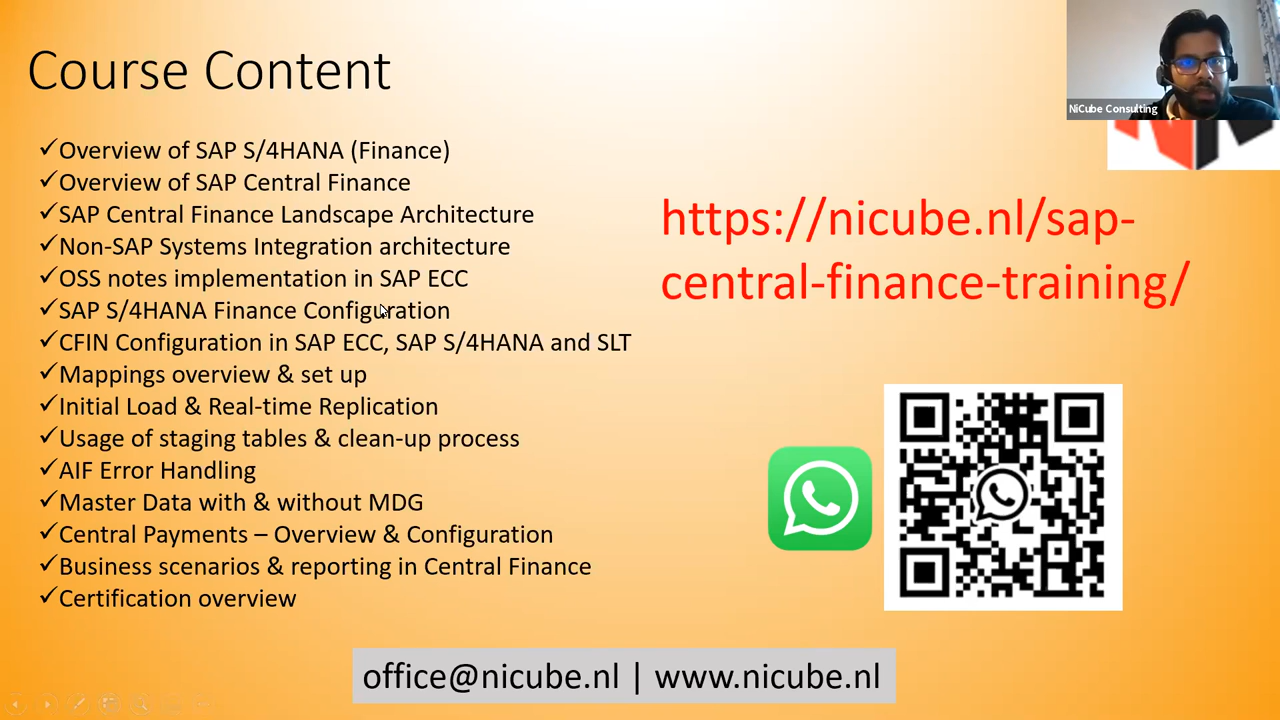 Course Content
NiCube Consulting
✓Overview of SAP S/4HANA (Finance)
✓Overview of SAP Central Finance
✓SAP Central Finance Landscape Architecture
✓Non-SAP Systems Integration architecture
✓OSS notes implementation in SAP ECC
✓SAP S/4HANA Finance Configuration
✓CFIN Configuration in SAP ECC, SAP S/4HANA and SLT
✓Mappings overview & set up
✓Initial Load & Real-time Replication
✓Usage of staging tables & clean-up process
✓AIF Error Handling
✓Master Data with & without MDG
✓Central Payments – Overview & Configuration
✓Business scenarios & reporting in Central Finance
✓Certification overview
https://nicube.nl/sap-
central-finance-training/
office@nicube.nl | www.nicube.nl